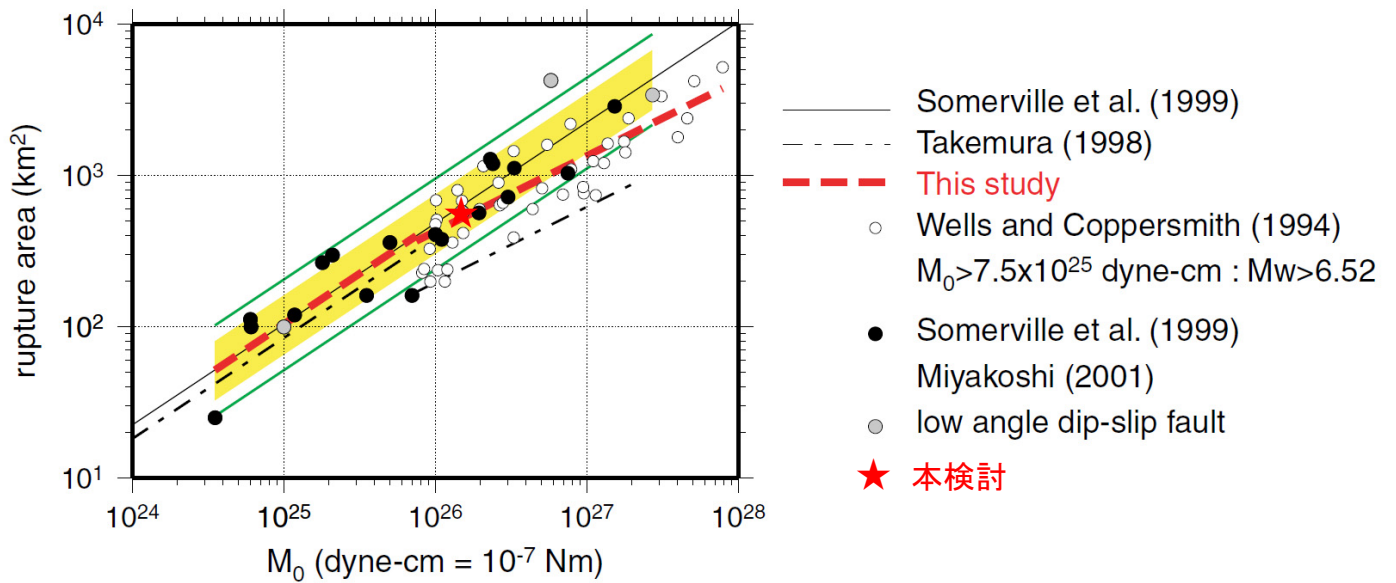 10⁴
10³
10²
10¹
rupture area (km²)
10²⁴ 10²⁵ 10²⁶ 10²⁷ 10²⁸
M₀ (dyne-cm = 10⁻⁷ Nm)
Somerville et al. (1999)
Takemura (1998)
This study
Wells and Coppersmith (1994)
M₀>7.5x10²⁵ dyne-cm : Mw>6.52
Somerville et al. (1999)
Miyakoshi (2001)
low angle dip-slip fault
本検討